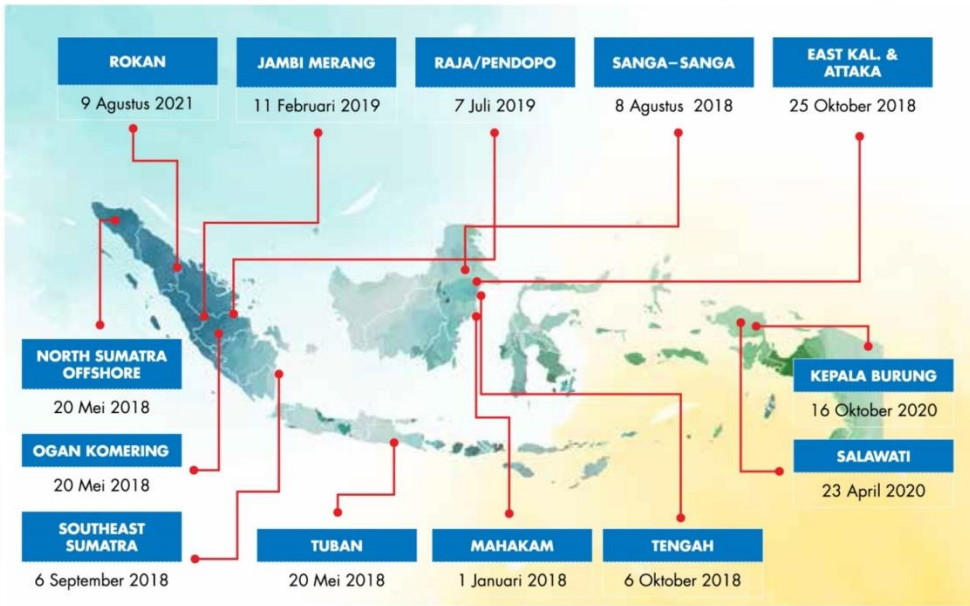 ROKAN
9 Agustus 2021
JAMBI MERANG
11 Februari 2019
RAJA/PENDOPO
7 Juli 2019
SANGA–SANGA
8 Agustus 2018
EAST KAL. &
ATTAKA
25 Oktober 2018
NORTH SUMATRA
OFFSHORE
20 Mei 2018
KEPALA BURUNG
16 Oktober 2020
OGAN KOMERING
20 Mei 2018
SALAWATI
23 April 2020
SOUTHEAST
SUMATRA
6 September 2018
TUBAN
20 Mei 2018
MAHAKAM
1 Januari 2018
TENGAH
6 Oktober 2018